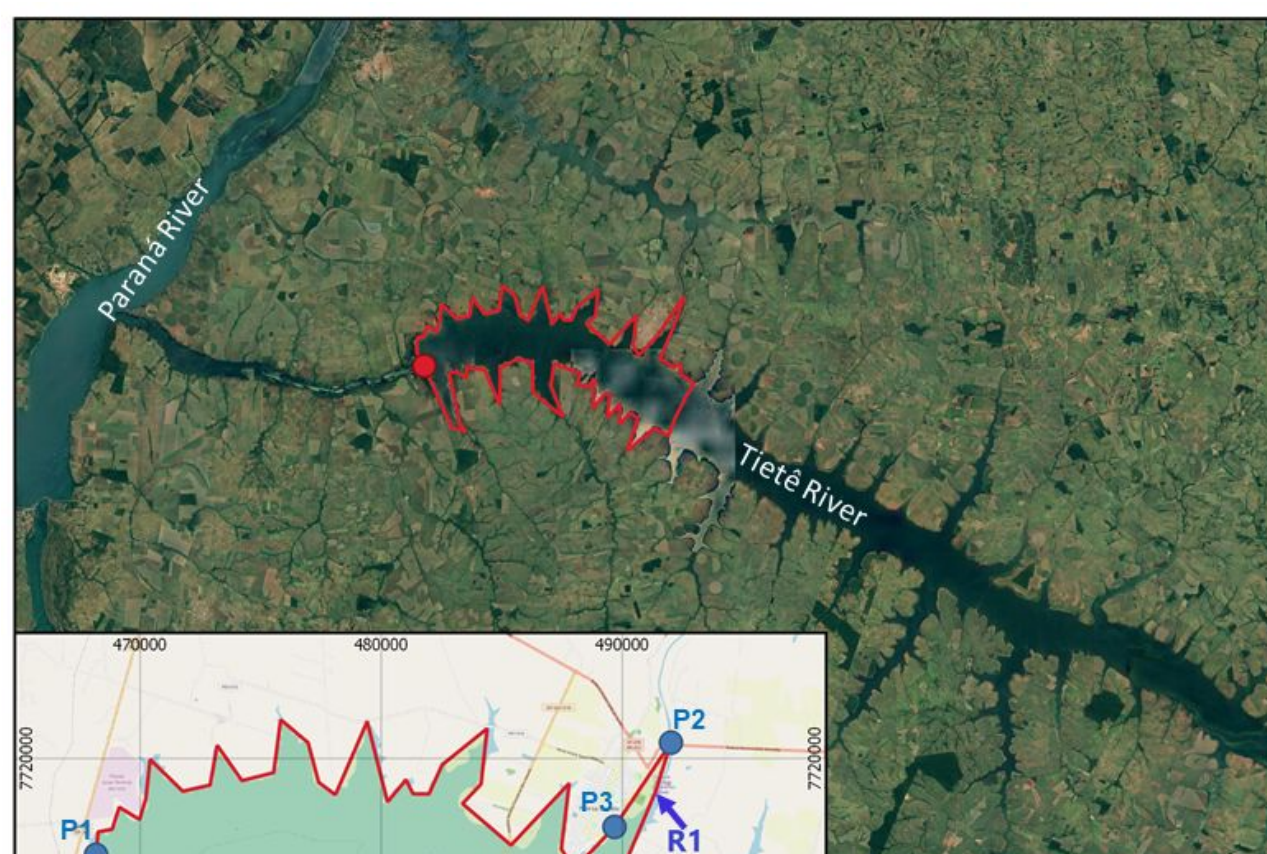 Paraná River
Tietê River
470000
480000
490000
7720000
7720000
P2
P3
P1
R1